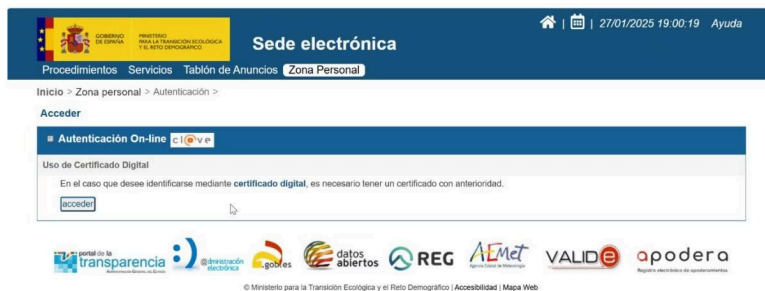 GOBIERNO DE ESPAÑA
MINISTERIO PARA LA TRANSICIÓN ECOLÓGICA Y EL RETO DEMOGRÁFICO
Sede electrónica
27/01/2025 19:00:19 Ayuda
Procedimientos Servicios Tablón de Anuncios Zona Personal
Inicio > Zona personal > Autenticación >
Acceder
Autenticación On-line cl@ve
Uso de Certificado Digital
En el caso que desee identificarse mediante certificado digital, es necesario tener un certificado con anterioridad.
acceder
portal de la transparencia
ADMINISTRACIÓN GENERAL DEL ESTADO
@dministración electrónica
.gob.es
datos abiertos
REG
AEMet
Agencia Estatal de Meteorología
VALIDe
apodera
Registro electrónico de apoderamientos
© Ministerio para la Transición Ecológica y el Reto Demográfico | Accesibilidad | Mapa Web